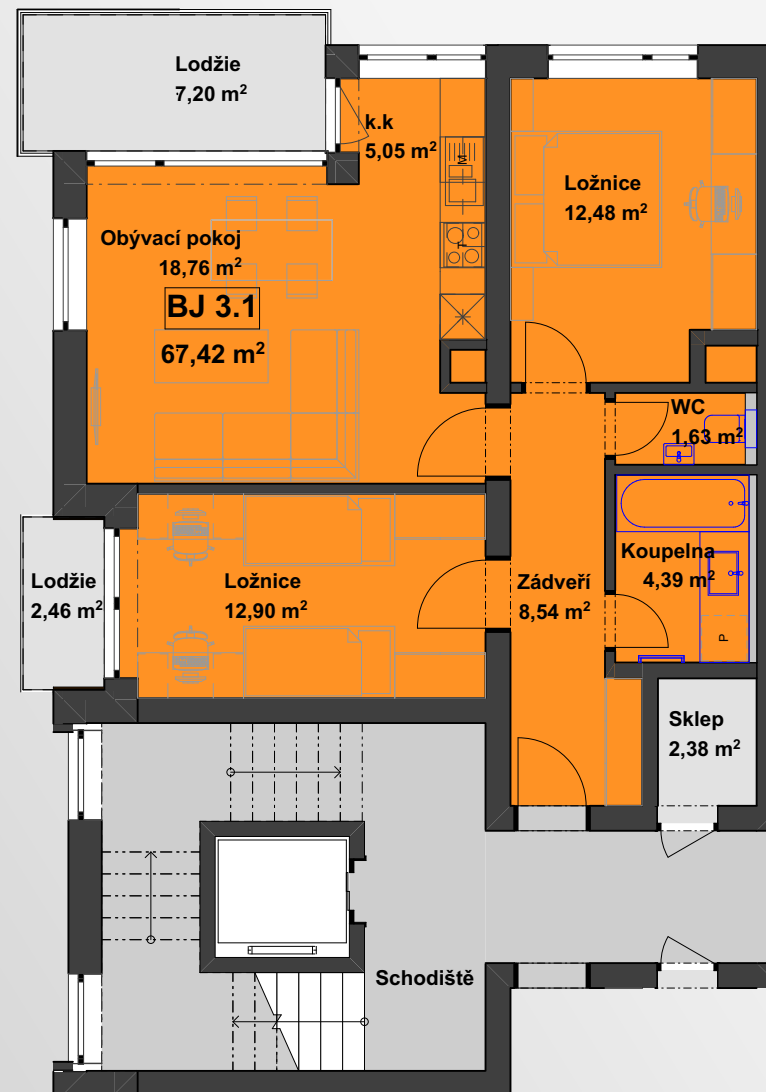 Lodžie
7,20 m²
k.k
5,05 m²
Ložnice
12,48 m²
Obývací pokoj
18,76 m²
BJ 3.1
67,42 m²
M
T
WC
1,63 m²
Koupelna
4,39 m²
Lodžie
2,46 m²
Ložnice
12,90 m²
Zádveří
8,54 m²
P
Sklep
2,38 m²
Schodiště